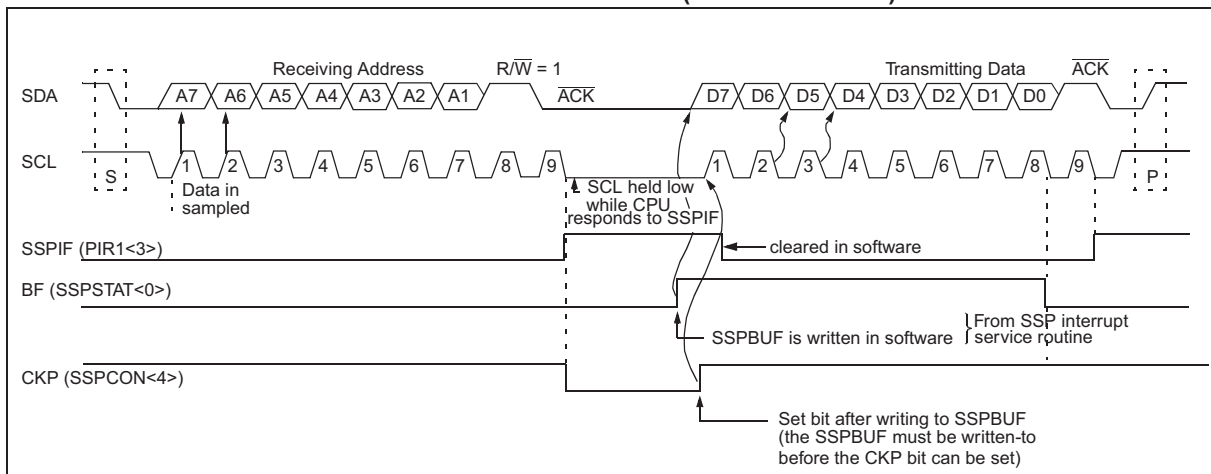 Receiving Address R/W̅ = 1 Transmitting Data A̅C̅K̅
SDA A7 A6 A5 A4 A3 A2 A1 A̅C̅K̅ D7 D6 D5 D4 D3 D2 D1 D0
SCL S 1 2 3 4 5 6 7 8 9 1 2 3 4 5 6 7 8 9 P
Data in
sampled
SCL held low
while CPU
responds to SSPIF
SSPIF (PIR1<3>)
cleared in software
BF (SSPSTAT<0>)
SSPBUF is written in software
From SSP interrupt
service routine
CKP (SSPCON<4>)
Set bit after writing to SSPBUF
(the SSPBUF must be written-to
before the CKP bit can be set)